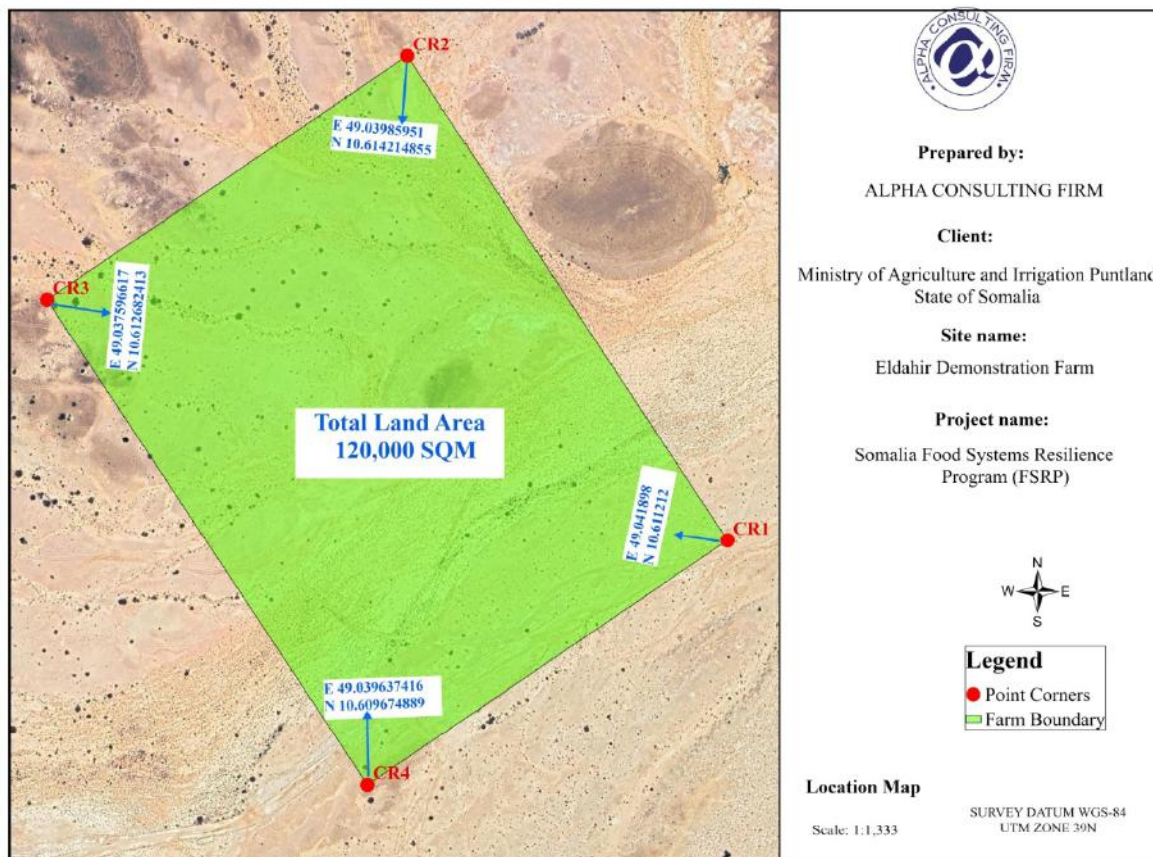 CR2
E 49.03985951
N 10.614214855
CR3
E 49.037596617
N 10.612682413
Total Land Area
120,000 SQM
E 49.041898
N 10.611212
CR1
E 49.039637416
N 10.609674889
CR4
ALPHA CONSULTING FIRM
Prepared by:
ALPHA CONSULTING FIRM
Client:
Ministry of Agriculture and Irrigation Puntland
State of Somalia
Site name:
Eldahir Demonstration Farm
Project name:
Somalia Food Systems Resilience
Program (FSRP)
N
W E
S
Legend
Point Corners
Farm Boundary
Location Map
Scale: 1:1,333
SURVEY DATUM WGS-84
UTM ZONE 39N